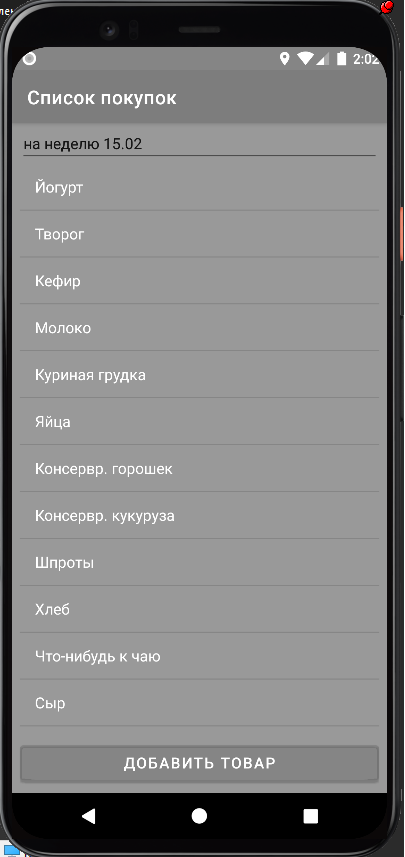 2:02
Список покупок
на неделю 15.02
Йогурт
Творог
Кефир
Молоко
Куриная грудка
Яйца
Консервр. горошек
Консервр. кукуруза
Шпроты
Хлеб
Что-нибудь к чаю
Сыр
ДОБАВИТЬ ТОВАР